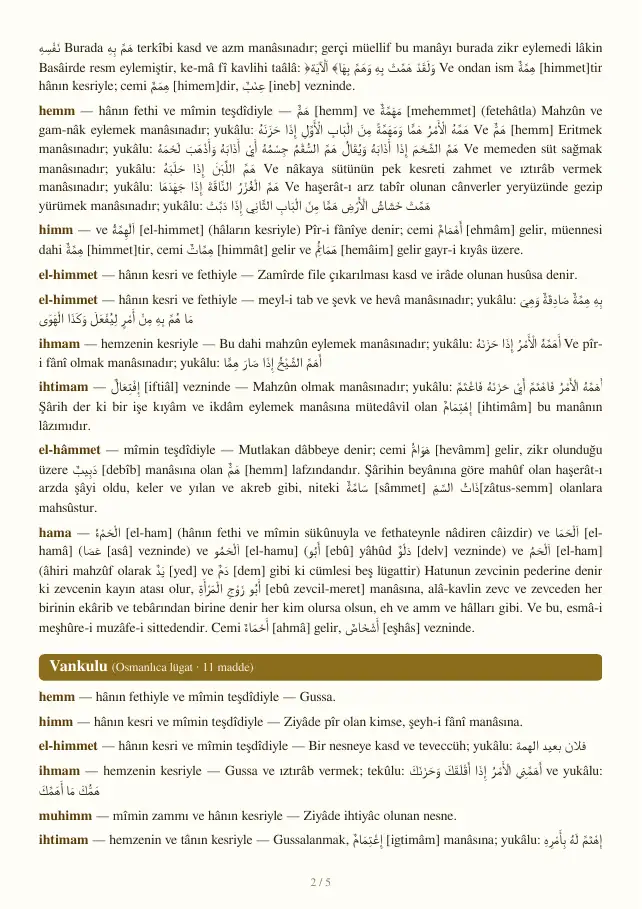 نَفْسِهِ Burada هَمَّ بِهِ terkîbi kasd ve azm manâsınadır; gerçi müellif bu manâyı burada zikr eylemedi lâkin
Basâirde resm eylemiştir, ke-mâ fî kavlihi taâlâ: ﴿وَلَقَدْ هَمَّتْ بِهِ وَهَمَّ بِهَا﴾ اَلْآيَةَ Ve ondan ism هِمَّةٌ [himmet]tir
hânın kesriyle; cemi هِمَمٌ [himem]dir, عِنَبٌ [ineb] vezninde.
hemm — hânın fethi ve mîmin teşdîdiyle — هَمٌّ [hemm] ve مَهَمَّةٌ [mehemmet] (fetehâtla) Mahzûn ve
gam-nâk eylemek manâsınadır; yukâlu: هَمَّهُ الْأَمْرُ هَمًّا وَمَهَمَّةً مِنَ الْبَابِ الْأَوَّلِ إِذَا حَزَنَهُ Ve هَمٌّ [hemm] Eritmek
manâsınadır; yukâlu: هَمَّ الشَّحْمَ إِذَا أَذَابَهُ وَيُقَالُ هَمَّ السُّقْمُ جِسْمُهُ أَيْ أَذَابَهُ وَأَذْهَبَ لَحْمَهُ Ve memeden süt sağmak
manâsınadır; yukâlu: هَمَّ اللَّبَنَ إِذَا حَلَبَهُ Ve nâkaya sütünün pek kesreti zahmet ve ıztırâb vermek
manâsınadır; yukâlu: هَمَّ الْغُزْرُ النَّاقَةَ إِذَا جَهَدَهَا Ve haşerât-ı arz tabîr olunan cânverler yeryüzünde gezip
yürümek manâsınadır; yukâlu: هَمَّتْ خَشَاشُ الْأَرْضِ هَمًّا مِنَ الْبَابِ الثَّانِي إِذَا دَبَّتْ
himm — ve اَلْهِمَّةُ [el-himmet] (hâların kesriyle) Pîr-i fânîye denir; cemi أَهْمَامٌ [ehmâm] gelir, müennesi
dahi هِمَّةٌ [himmet]tir, cemi هِمَّاتٌ [himmât] gelir ve هَمَائِمُ [hemâim] gelir gayr-i kıyâs üzere.
el-himmet — hânın kesri ve fethiyle — Zamîrde file çıkarılması kasd ve irâde olunan husûsa denir.
el-himmet — hânın kesri ve fethiyle — meyl-i tab ve şevk ve hevâ manâsınadır; yukâlu: بِهِ هِمَّةٌ صَادِقَةٌ وَهِيَ
مَا هُمَّ بِهِ مِنْ أَمْرٍ لِيُفْعَلَ وَكَذَا الْهَوَى
ihmam — hemzenin kesriyle — Bu dahi mahzûn eylemek manâsınadır; yukâlu: أَهَمَّهُ الْأَمْرُ إِذَا حَزَنَهُ Ve pîr-
i fânî olmak manâsınadır; yukâlu: أَهَمَّ الشَّيْخُ إِذَا صَارَ هِمًّا
ihtimam — إِفْتِعَالٌ [iftiâl] vezninde — Mahzûn olmak manâsınadır; yukâlu: أَهَمَّهُ الْأَمْرُ فَاهْتَمَّ أَيْ حَزَنَهُ فَاغْتَمَّ
Şârih der ki bir işe kıyâm ve ikdâm eylemek manâsına mütedâvil olan إِهْتِمَامٌ [ihtimâm] bu manânın
lâzımıdır.
el-hâmmet — mîmin teşdîdiyle — Mutlakan dâbbeye denir; cemi هَوَامُّ [hevâmm] gelir, zikr olunduğu
üzere دَبِيبٌ [debîb] manâsına olan هَمٌّ [hemm] lafzındandır. Şârihin beyânına göre mahûf olan haşerât-ı
arzda şâyi oldu, keler ve yılan ve akreb gibi, niteki سَامَّةٌ [sâmmet] ذَاتُ السَّمِّ[zâtus-semm] olanlara
mahsûstur.
hama — اَلْحَمْءُ [el-ham] (hânın fethi ve mîmin sükûnuyla ve fethateynle nâdiren câizdir) ve اَلْحَمَا [el-
hamâ] (عَصَا [asâ] vezninde) ve اَلْحَمُو [el-hamu] (أَبُو [ebû] yâhûd دَلْوٌ [delv] vezninde) ve اَلْحَمُ [el-ham]
(âhiri mahzûf olarak يَدٌ [yed] ve دَمٌ [dem] gibi ki cümlesi beş lügattir) Hatunun zevcinin pederine denir
ki zevcenin kayın atası olur, أَبُو زَوْجِ الْمَرْأَةِ [ebû zevcil-meret] manâsına, alâ-kavlin zevc ve zevceden her
birinin ekârib ve tebârından birine denir her kim olursa olsun, eh ve amm ve hâlları gibi. Ve bu, esmâ-i
meşhûre-i muzâfe-i sittedendir. Cemi أَحْمَاءٌ [ahmâ] gelir, أَشْخَاصٌ [eşhâs] vezninde.
Vankulu (Osmanlıca lügat · 11 madde)
hemm — hânın fethiyle ve mîmin teşdîdiyle — Gussa.
himm — hânın kesri ve mîmin teşdîdiyle — Ziyâde pîr olan kimse, şeyh-i fânî manâsına.
el-himmet — hânın kesri ve mîmin teşdîdiyle — Bir nesneye kasd ve teveccüh; yukâlu: فلان بعيد الهمة
ihmam — hemzenin kesriyle — Gussa ve ıztırâb vermek; tekûlu: أَهَمَّنِي الْأَمْرُ إِذَا أَقْلَقَكَ وَحَزَنَكَ ve yukâlu:
هَمُّكَ مَا أَهَمَّكَ
muhimm — mîmin zammı ve hânın kesriyle — Ziyâde ihtiyâc olunan nesne.
ihtimam — hemzenin ve tânın kesriyle — Gussalanmak, إِغْتِمَامٌ [igtimâm] manâsına; yukâlu: إِهْتَمَّ لَهُ بِأَمْرِهِ
2 / 5